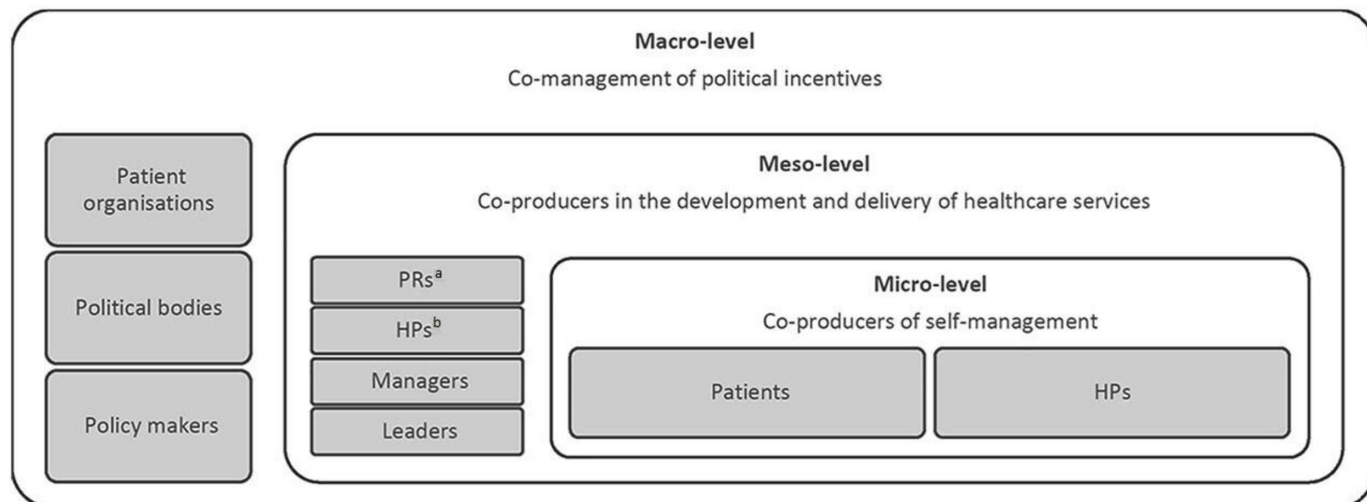 Macro-level
Co-management of political incentives
Patient
organisations
Political bodies
Policy makers
Meso-level
Co-producers in the development and delivery of healthcare services
PRsᵃ
HPsᵇ
Managers
Leaders
Micro-level
Co-producers of self-management
Patients
HPs